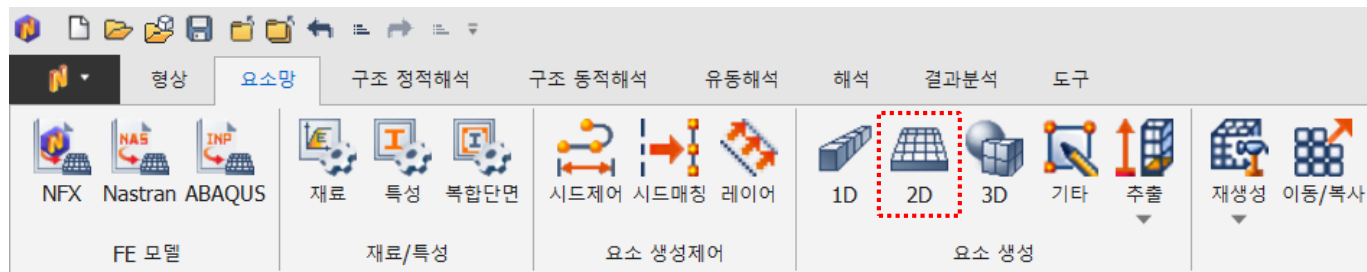 형상 요소망 구조 정적해석 구조 동적해석 유동해석 해석 결과분석 도구
NAS INP
NFX Nastran ABAQUS 재료 특성 복합단면 시드제어 시드매칭 레이어 1D 2D 3D 기타 추출 재생성 이동/복사
FE 모델 재료/특성 요소 생성제어 요소 생성